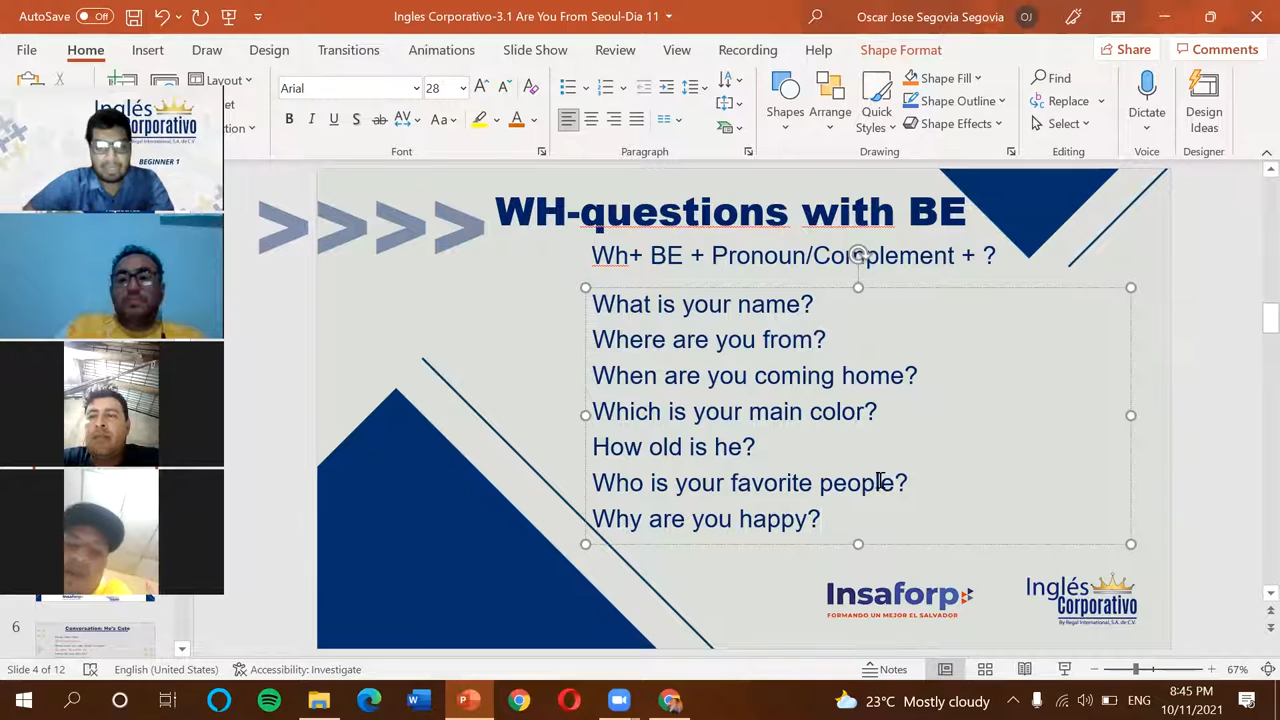 AutoSave Off
Ingles Corporativo-3.1 Are You From Seoul-Dia 11
Oscar Jose Segovia Segovia
OJ
File Home Insert Draw Design Transitions Animations Slide Show Review View Recording Help Shape Format
Share
Comments
Layout
Arial
28
Shapes
Arrange
Quick
Styles
Shape Fill
Shape Outline
Shape Effects
Find
Replace
Select
Dictate
Design
Ideas
Font
Paragraph
Drawing
Editing
Voice
Designer
Inglés
Corporativo
BEGINNER 1
WH-questions with BE
Wh+ BE + Pronoun/Complement + ?
What is your name?
Where are you from?
When are you coming home?
Which is your main color?
How old is he?
Who is your favorite people?
Why are you happy?
Insaforp
FORMANDO UN MEJOR EL SALVADOR
Inglés
Corporativo
By Regal International, S.A. de C.V.
6
Conversation: He's Cute
Slide 4 of 12
English (United States)
Accessibility: Investigate
Notes
67%
23°C Mostly cloudy
ENG
8:45 PM
10/11/2021